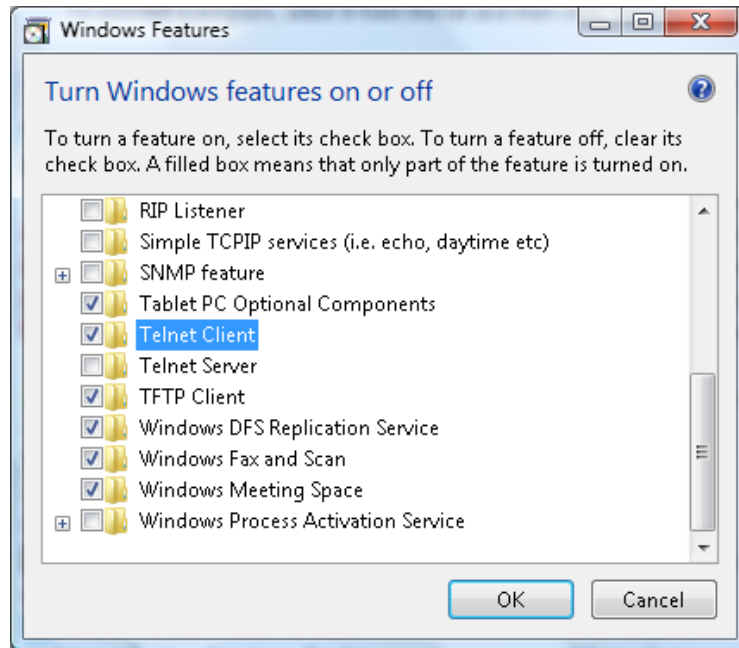 Windows Features
Turn Windows features on or off
To turn a feature on, select its check box. To turn a feature off, clear its
check box. A filled box means that only part of the feature is turned on.
RIP Listener
Simple TCPIP services (i.e. echo, daytime etc)
SNMP feature
Tablet PC Optional Components
Telnet Client
Telnet Server
TFTP Client
Windows DFS Replication Service
Windows Fax and Scan
Windows Meeting Space
Windows Process Activation Service
OK Cancel